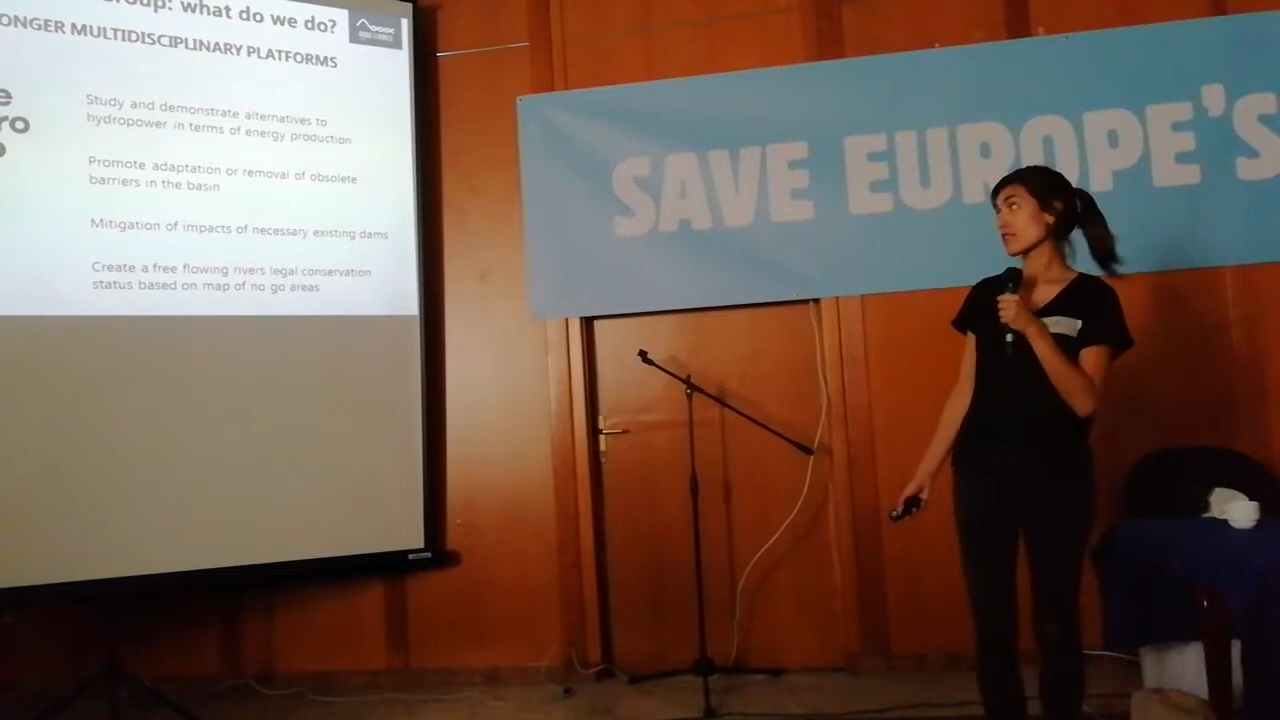 group: what do we do?
ONGER MULTIDISCIPLINARY PLATFORMS
e
ro
Study and demonstrate alternatives to
hydropower in terms of energy production
Promote adaptation or removal of obsolete
barriers in the basin
Mitigation of impacts of necessary existing dams
Create a free flowing rivers legal conservation
status based on map of no go areas
SAVE EUROPE'S